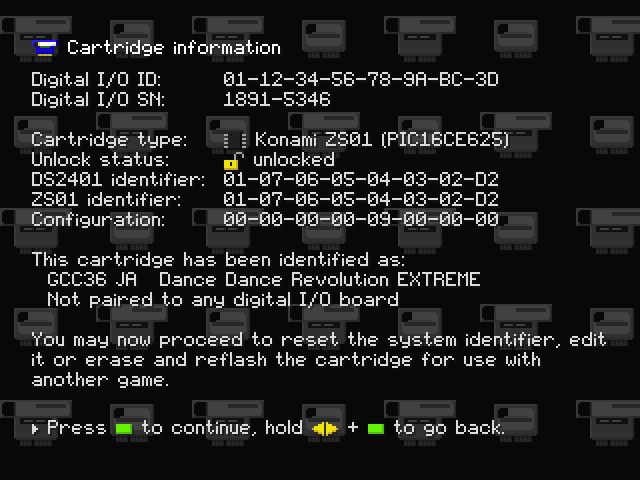 Cartridge information
Digital I/O ID: 01-12-34-56-78-9A-BC-3D
Digital I/O SN: 1891-5346
Cartridge type: Konami ZS01 (PIC16CE625)
Unlock status: unlocked
DS2401 identifier: 01-07-06-05-04-03-02-D2
ZS01 identifier: 01-07-06-05-04-03-02-D2
Configuration: 00-00-00-00-09-00-00-00
This cartridge has been identified as:
GCC36 JA Dance Dance Revolution EXTREME
Not paired to any digital I/O board
You may now proceed to reset the system identifier, edit
it or erase and reflash the cartridge for use with
another game.
Press to continue, hold + to go back.